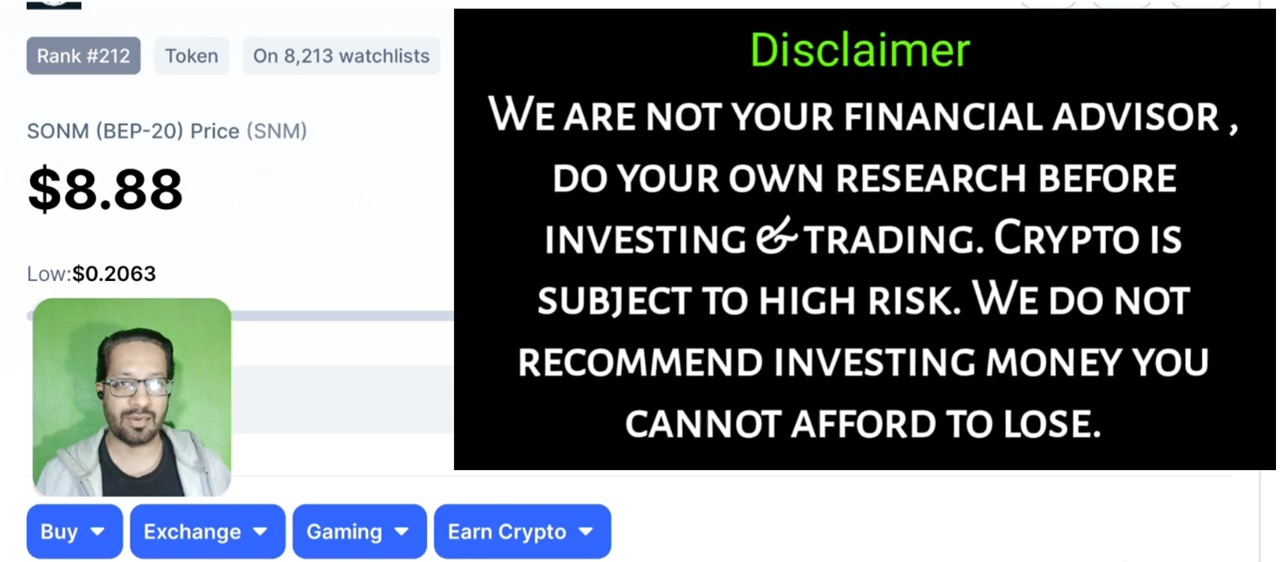 Rank #212 Token On 8,213 watchlists
SONM (BEP-20) Price (SNM)
$8.88
Low:$0.2063
Buy Exchange Gaming Earn Crypto
Disclaimer
We are not your financial advisor ,
do your own research before
investing & trading. Crypto is
subject to high risk. We do not
recommend investing money you
cannot afford to lose.